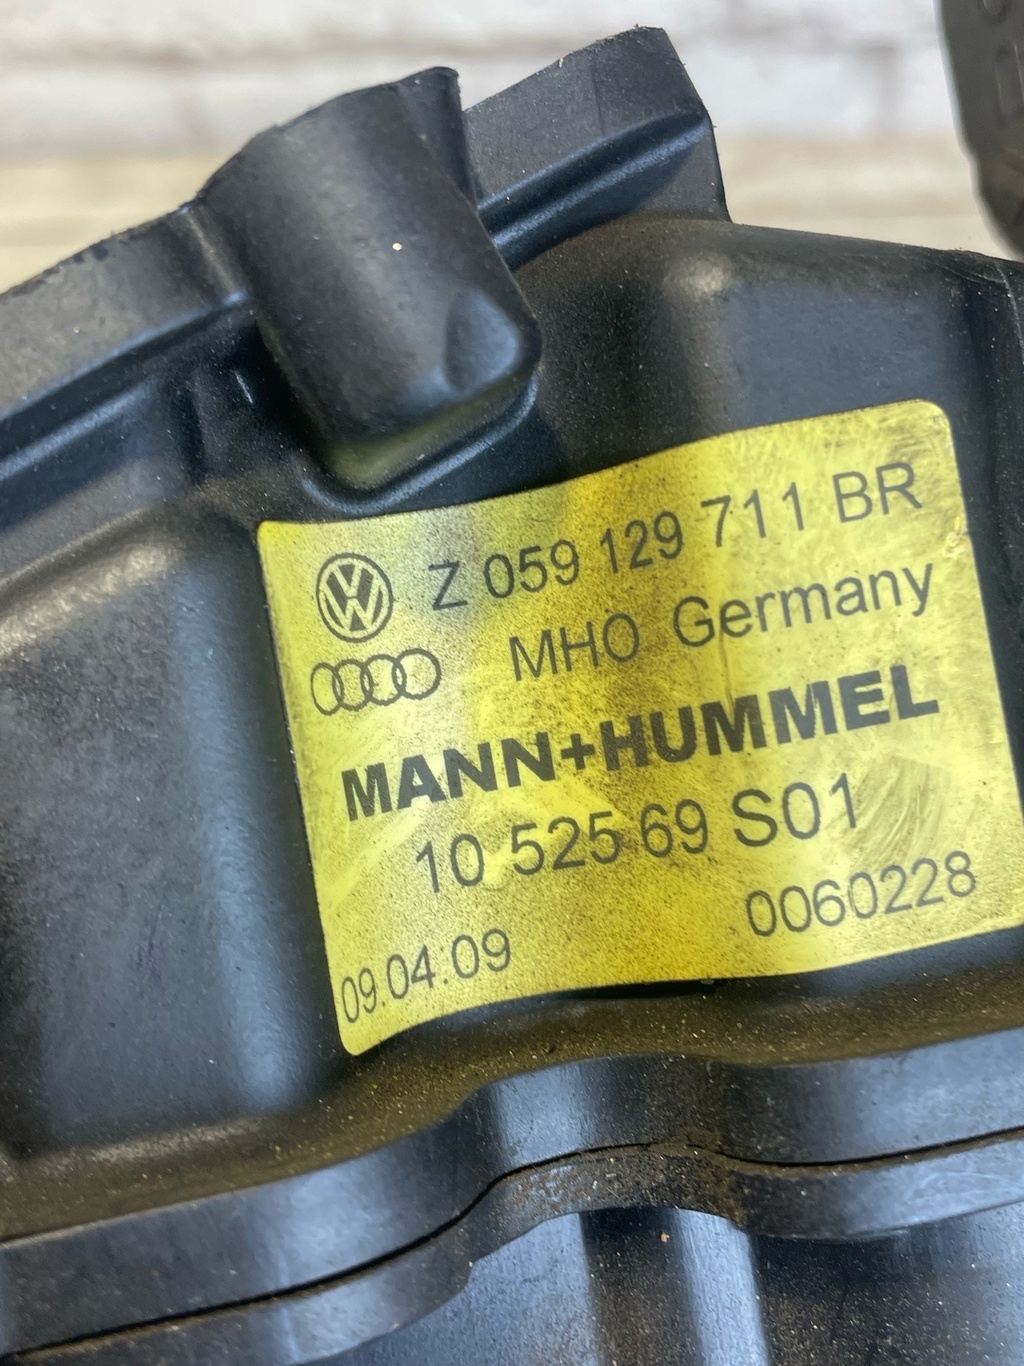 Z 059 129 711 BR
MHO Germany
MANN+HUMMEL
10 525 69 S01
09.04.09 0060228